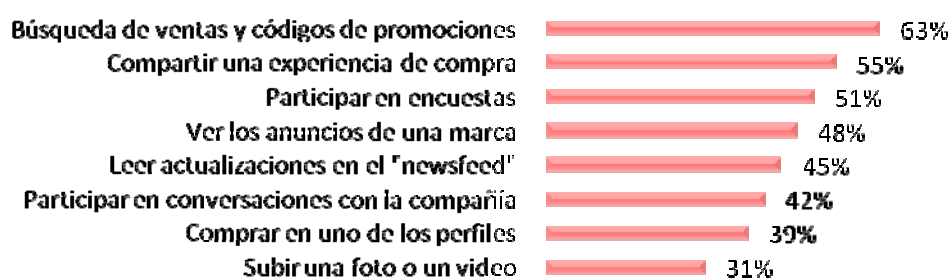 Búsqueda de ventas y códigos de promociones 63%
Compartir una experiencia de compra 55%
Participar en encuestas 51%
Ver los anuncios de una marca 48%
Leer actualizaciones en el "newsfeed" 45%
Participar en conversaciones con la compañía 42%
Comprar en uno de los perfiles 39%
Subir una foto o un video 31%